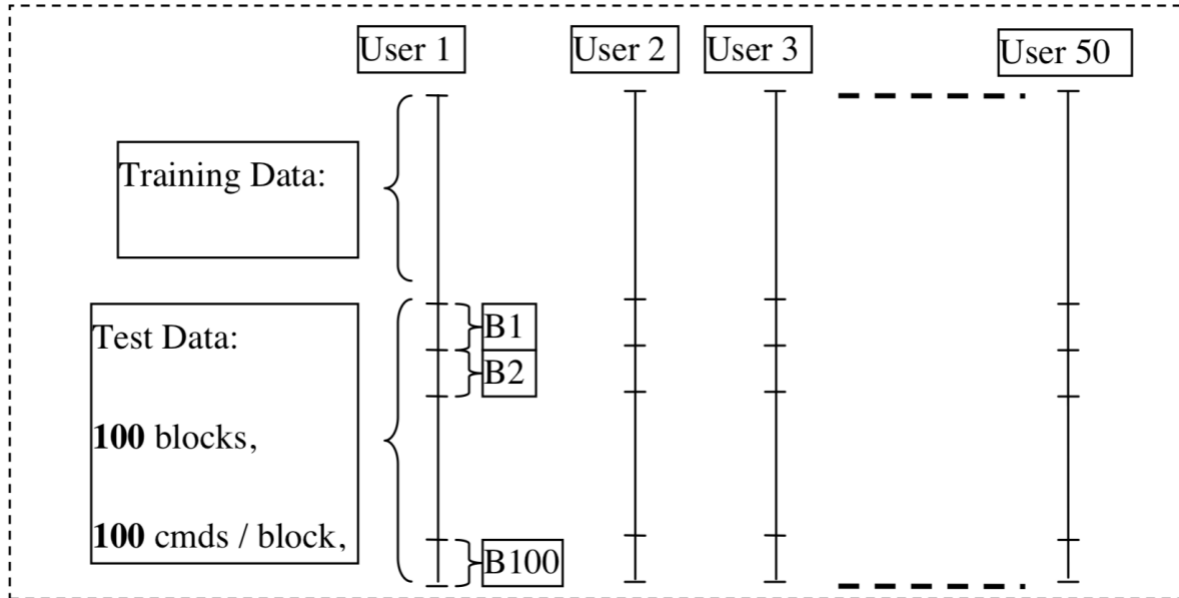 User 1
User 2
User 3
User 50
Training Data:
Test Data:
100 blocks,
100 cmds / block,
B1
B2
B100